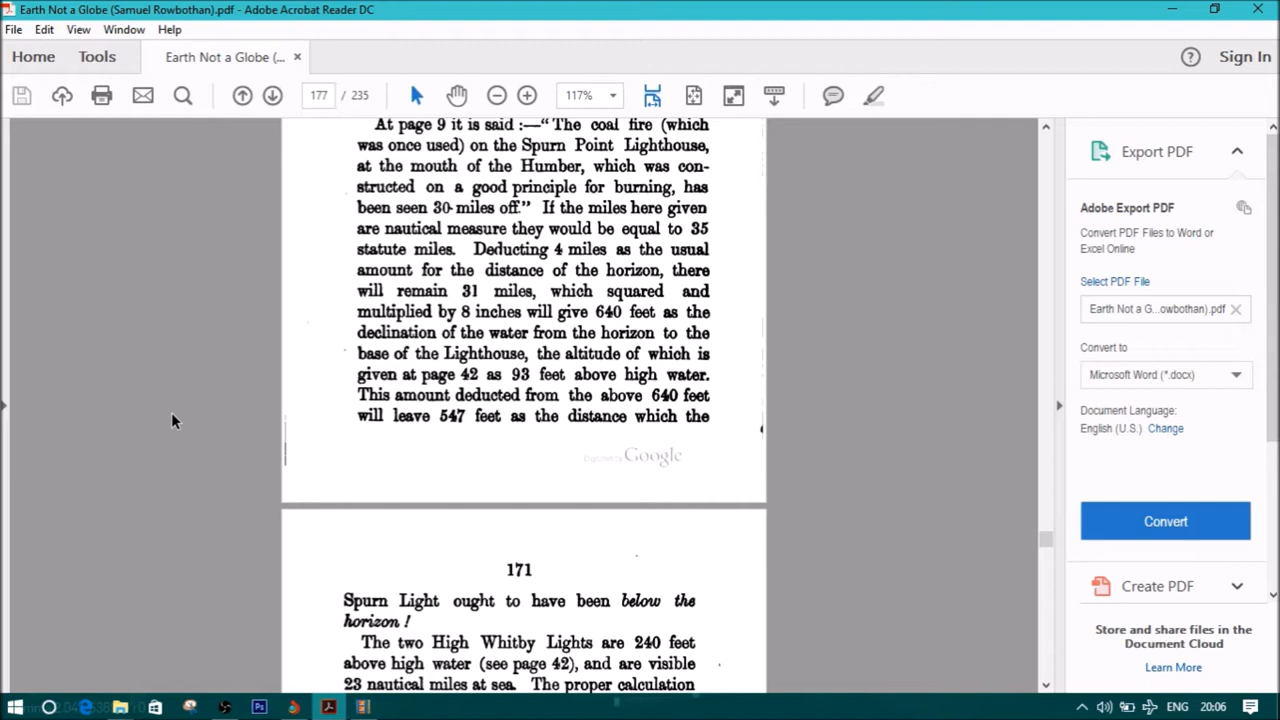 Earth Not a Globe (Samuel Rowbothan).pdf - Adobe Acrobat Reader DC
File Edit View Window Help
Home Tools Earth Not a Globe (... × Sign In
177 / 235 117%
At page 9 it is said :—“The coal fire (which
was once used) on the Spurn Point Lighthouse,
at the mouth of the Humber, which was con-
structed on a good principle for burning, has
been seen 30 miles off.” If the miles here given
are nautical measure they would be equal to 35
statute miles. Deducting 4 miles as the usual
amount for the distance of the horizon, there
will remain 31 miles, which squared and
multiplied by 8 inches will give 640 feet as the
declination of the water from the horizon to the
base of the Lighthouse, the altitude of which is
given at page 42 as 93 feet above high water.
This amount deducted from the above 640 feet
will leave 547 feet as the distance which the
Digitized by Google
171
Spurn Light ought to have been below the
horizon !
The two High Whitby Lights are 240 feet
above high water (see page 42), and are visible
23 nautical miles at sea. The proper calculation
Export PDF
Adobe Export PDF
Convert PDF Files to Word or
Excel Online
Select PDF File
Earth Not a G...owbothan).pdf
Convert to
Microsoft Word (*.docx)
Document Language:
English (U.S.) Change
Convert
Create PDF
Store and share files in the
Document Cloud
Learn More
ENG 20:06